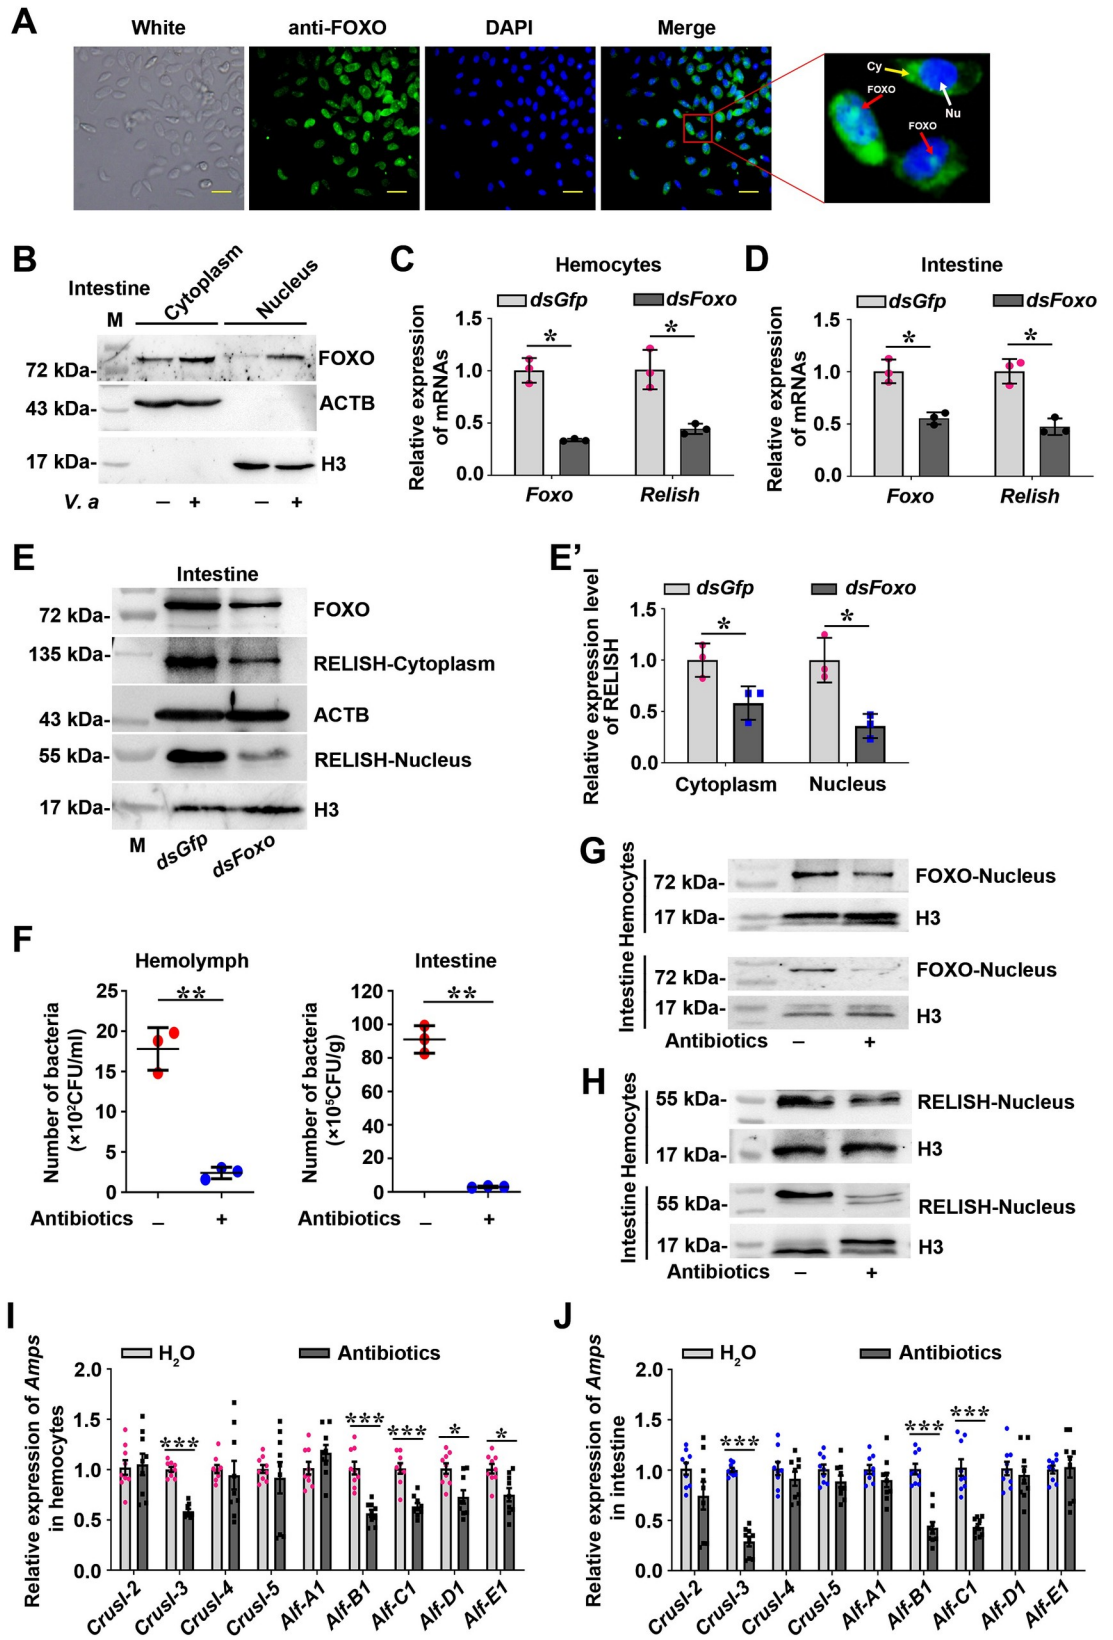 A
White
anti-FOXO
DAPI
Merge
Cy
FOXO
Nu
FOXO
B
Intestine
Cytoplasm
Nucleus
M
72 kDa-
FOXO
43 kDa-
ACTB
17 kDa-
H3
V. a
– + – +
C
Hemocytes
dsGfp
dsFoxo
Relative expression
of mRNAs
1.5
1.0
0.5
0.0
*
*
Foxo
Relish
D
Intestine
dsGfp
dsFoxo
Relative expression
of mRNAs
1.5
1.0
0.5
0.0
*
*
Foxo
Relish
E
Intestine
72 kDa-
FOXO
135 kDa-
RELISH-Cytoplasm
43 kDa-
ACTB
55 kDa-
RELISH-Nucleus
17 kDa-
H3
M
dsGfp
dsFoxo
E’
dsGfp
dsFoxo
Relative expression level
of RELISH
1.5
1.0
0.5
0.0
*
*
Cytoplasm
Nucleus
F
Hemolymph
Number of bacteria
(×10²CFU/ml)
25
20
15
10
5
0
**
Antibiotics – +
Intestine
Number of bacteria
(×10⁵CFU/g)
120
100
80
60
40
20
0
**
Antibiotics – +
G
Hemocytes
72 kDa-
FOXO-Nucleus
17 kDa-
H3
Intestine
72 kDa-
FOXO-Nucleus
17 kDa-
H3
Antibiotics – +
H
Hemocytes
55 kDa-
RELISH-Nucleus
17 kDa-
H3
Intestine
55 kDa-
RELISH-Nucleus
17 kDa-
H3
Antibiotics – +
I
H₂O
Antibiotics
Relative expression of Amps
in hemocytes
2.0
1.5
1.0
0.5
0.0
***
***
***
*
*
Crusl-2
Crusl-3
Crusl-4
Crusl-5
Alf-A1
Alf-B1
Alf-C1
Alf-D1
Alf-E1
J
H₂O
Antibiotics
Relative expression of Amps
in intestine
2.0
1.5
1.0
0.5
0.0
***
***
***
Crusl-2
Crusl-3
Crusl-4
Crusl-5
Alf-A1
Alf-B1
Alf-C1
Alf-D1
Alf-E1